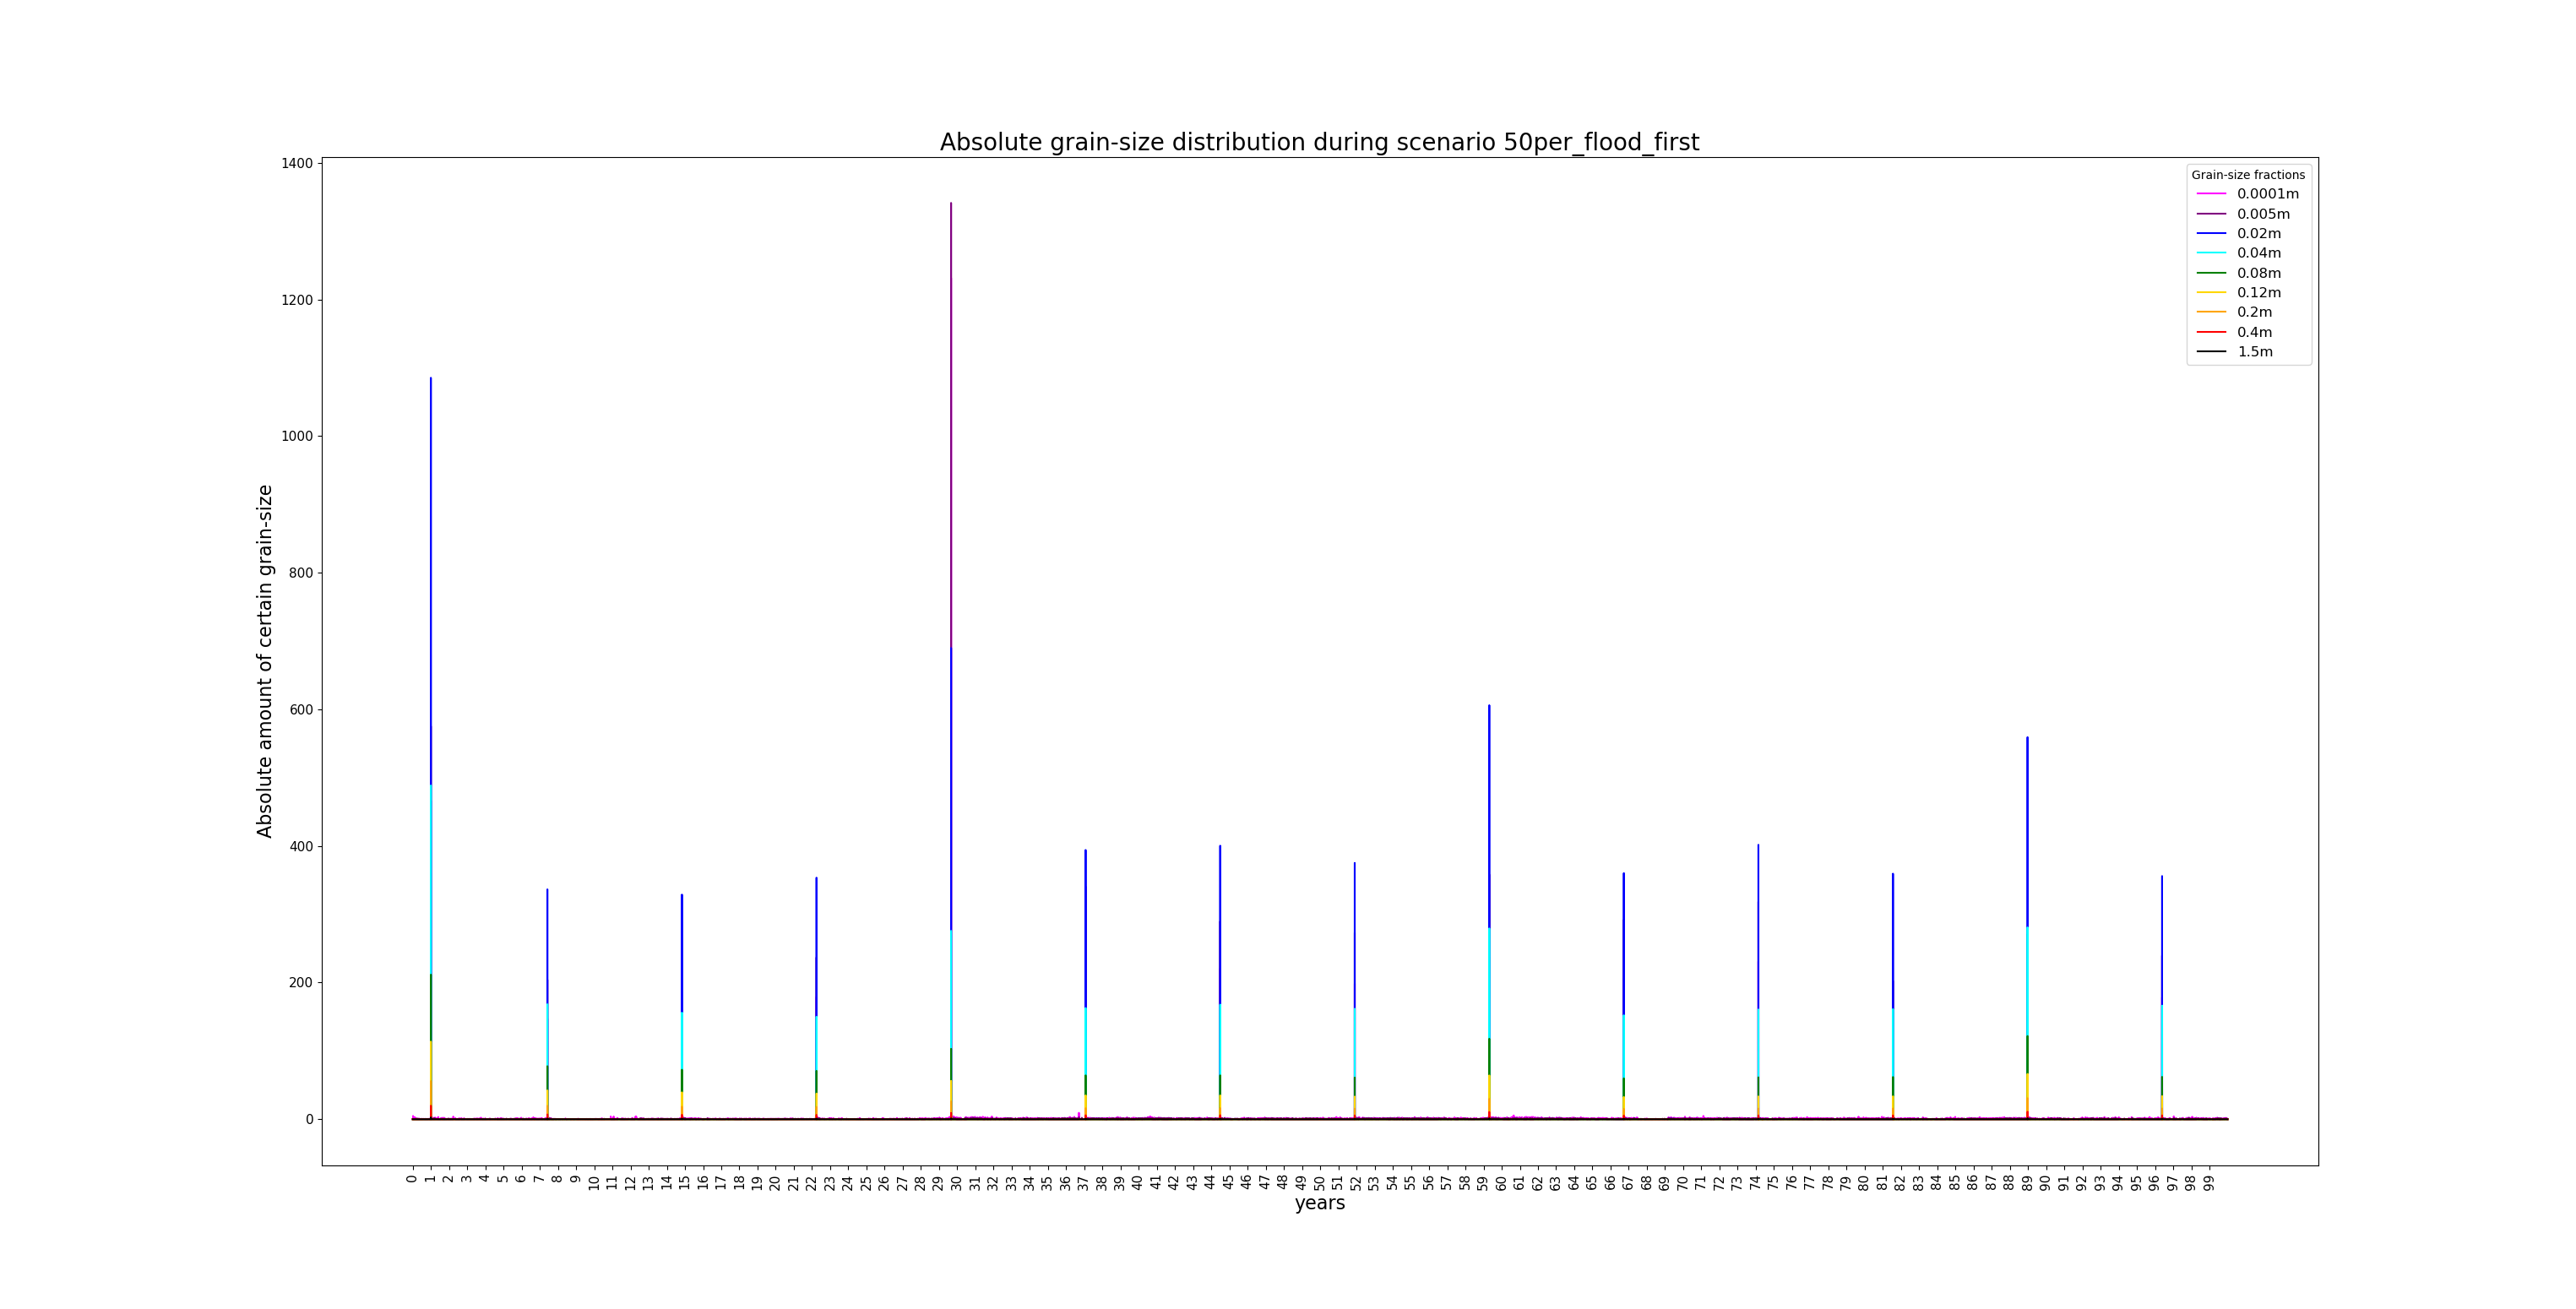 Absolute grain-size distribution during scenario 50per_flood_first
1400
1200
1000
800
600
400
200
0
Absolute amount of certain grain-size
Grain-size fractions
0.0001m
0.005m
0.02m
0.04m
0.08m
0.12m
0.2m
0.4m
1.5m
0 1 2 3 4 5 6 7 8 9 10 11 12 13 14 15 16 17 18 19 20 21 22 23 24 25 26 27 28 29 30 31 32 33 34 35 36 37 38 39 40 41 42 43 44 45 46 47 48 49 50 51 52 53 54 55 56 57 58 59 60 61 62 63 64 65 66 67 68 69 70 71 72 73 74 75 76 77 78 79 80 81 82 83 84 85 86 87 88 89 90 91 92 93 94 95 96 97 98 99
years